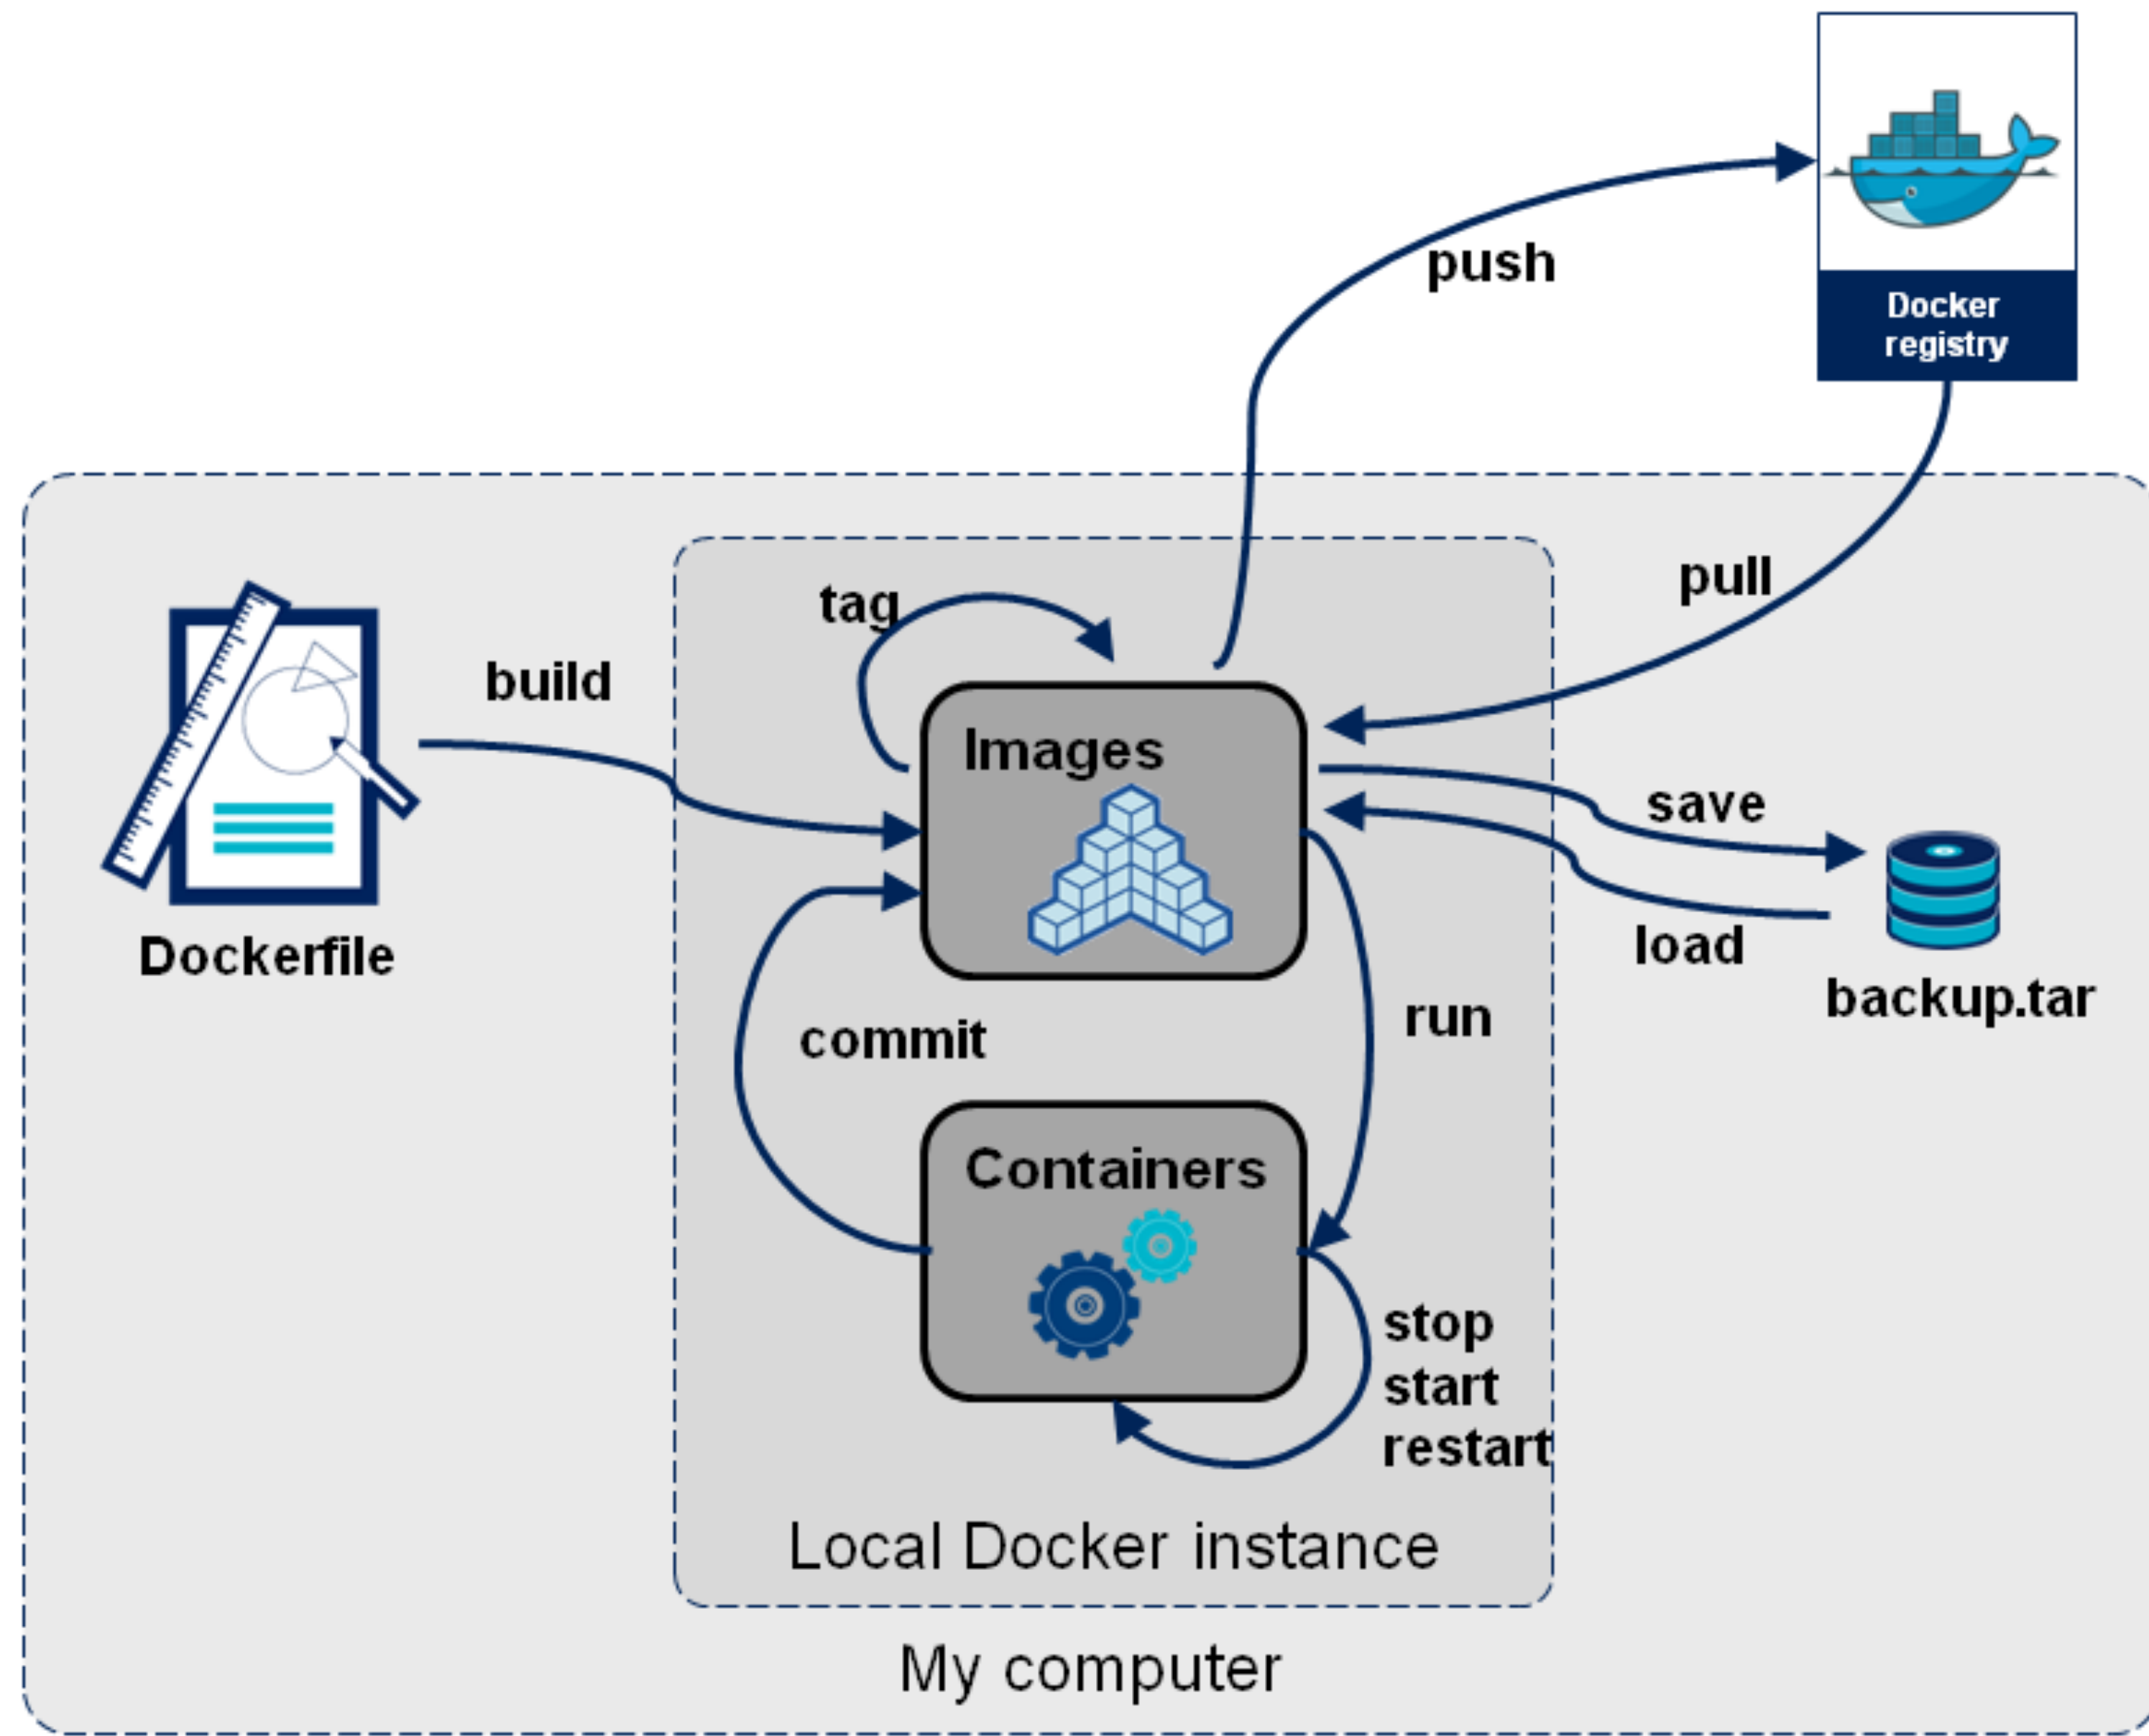 push
Docker
registry
pull
tag
build
Images
save
load
Dockerfile
backup.tar
commit
run
Containers
stop
start
restart
Local Docker instance
My computer